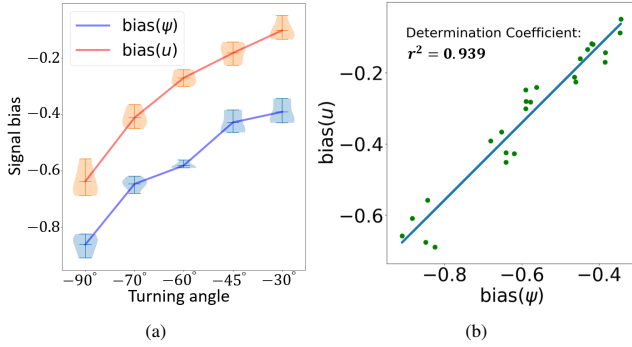 (a)
bias(ψ)
bias(u)
Signal bias
−0.2
−0.4
−0.6
−0.8
−90° −70° −60° −45° −30°
Turning angle
(a)
(b)
Determination Coefficient:
r² = 0.939
bias(u)
−0.2
−0.4
−0.6
−0.8 −0.6 −0.4
bias(ψ)
(b)